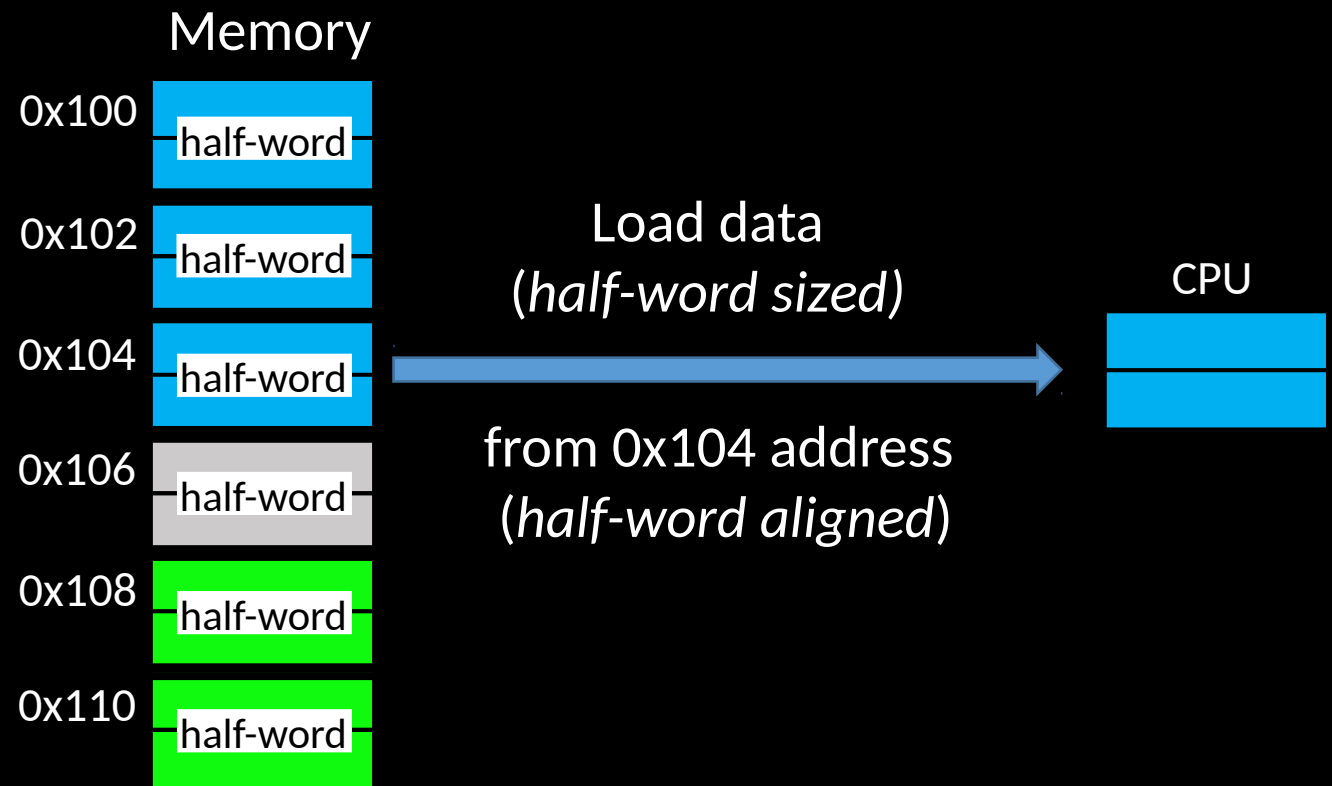 Memory
0x100
half-word
0x102
half-word
0x104
half-word
0x106
half-word
0x108
half-word
0x110
half-word
Load data
(half-word sized)
from 0x104 address
(half-word aligned)
CPU